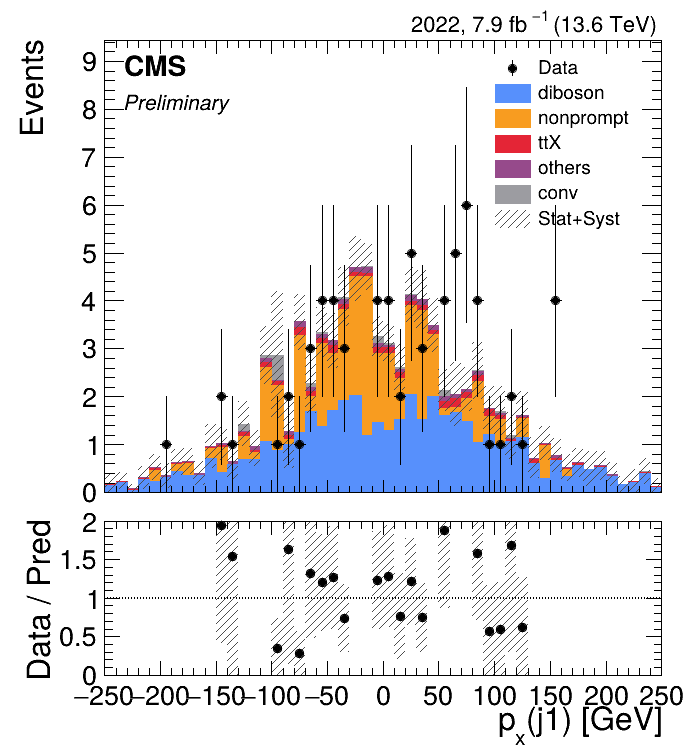 2022, 7.9 fb⁻¹ (13.6 TeV)
CMS
Preliminary
Events
9
8
7
6
5
4
3
2
1
0
Data
diboson
nonprompt
ttX
others
conv
Stat+Syst
Data / Pred
2
1.5
1
0.5
0
−250 −200 −150 −100 −50 0 50 100 150 200 250
pₓ(j1) [GeV]